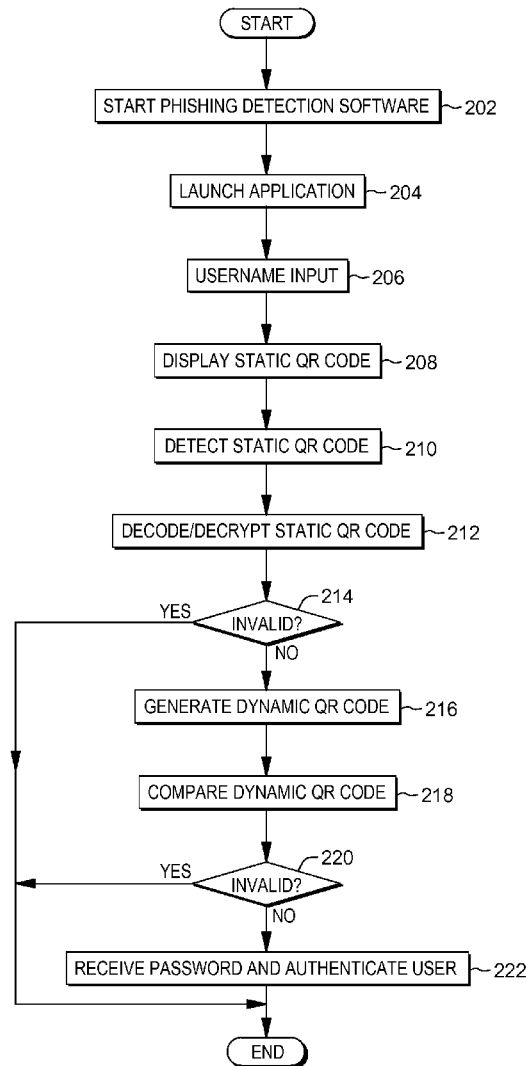 START
START PHISHING DETECTION SOFTWARE 202
LAUNCH APPLICATION 204
USERNAME INPUT 206
DISPLAY STATIC QR CODE 208
DETECT STATIC QR CODE 210
DECODE/DECRYPT STATIC QR CODE 212
214
YES
INVALID?
NO
GENERATE DYNAMIC QR CODE 216
COMPARE DYNAMIC QR CODE 218
220
YES
INVALID?
NO
RECEIVE PASSWORD AND AUTHENTICATE USER 222
END